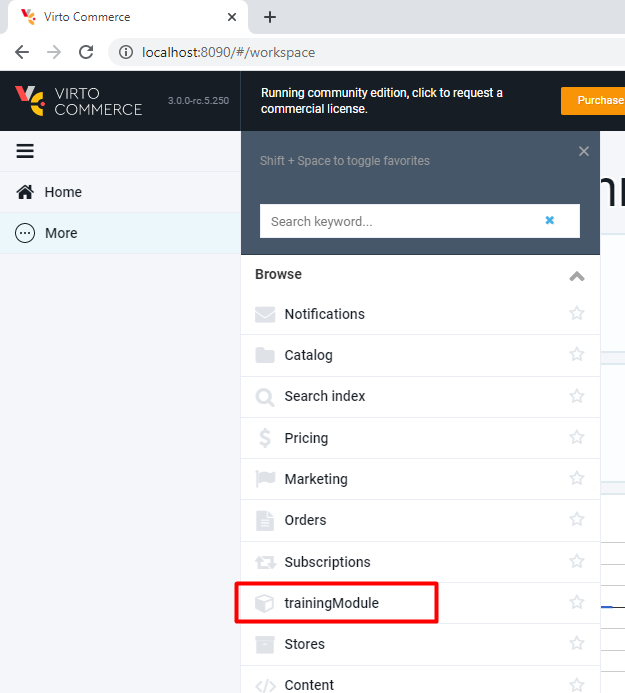 Virto Commerce
localhost:8090/#/workspace
VIRTO
COMMERCE
3.0.0-rc.5.250
Running community edition, click to request a
commercial license.
Purchase
Home
More
Shift + Space to toggle favorites
Search keyword...
Browse
Notifications
Catalog
Search index
Pricing
Marketing
Orders
Subscriptions
trainingModule
Stores
Content